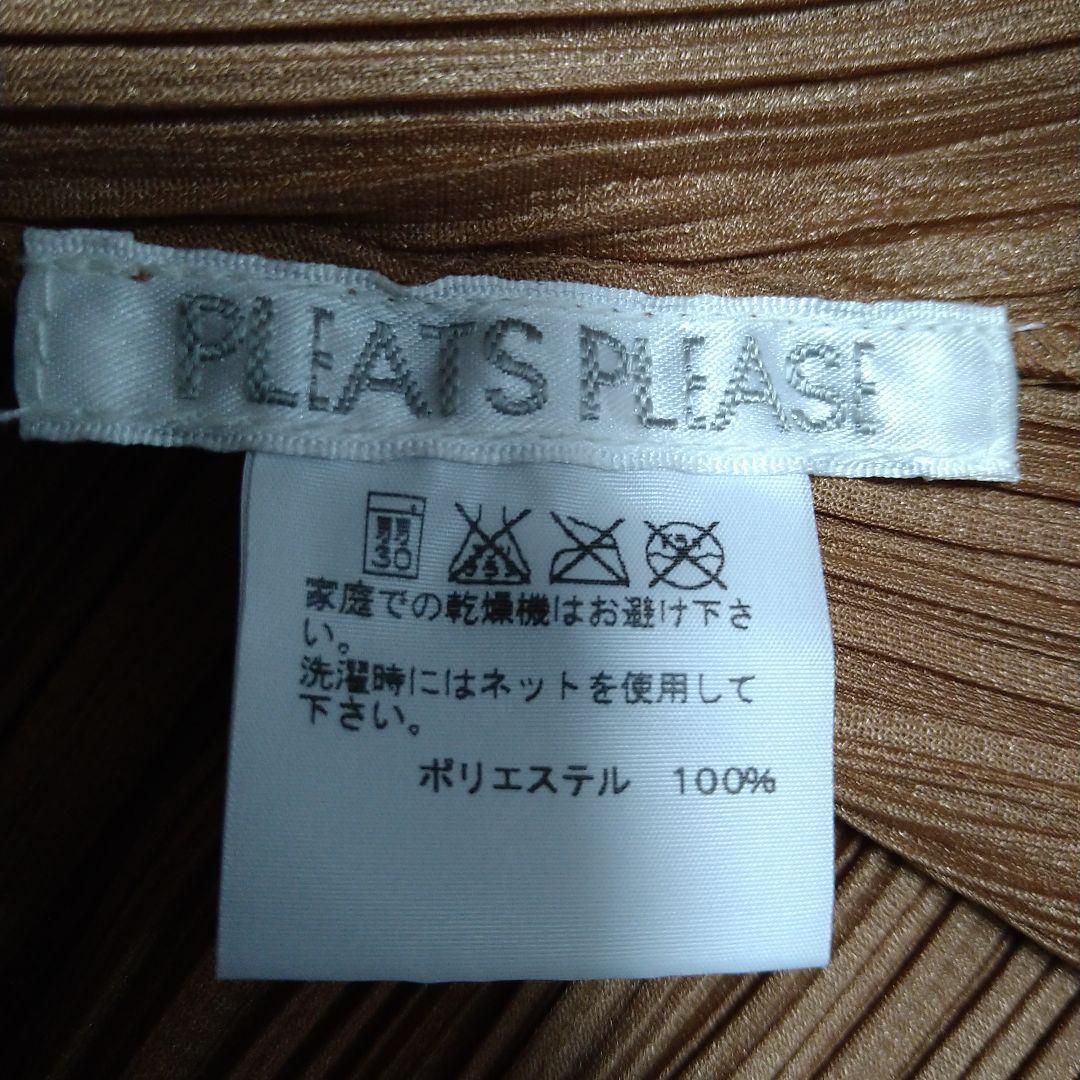 PLEATS PLEASE
弱
30
家庭での乾燥機はお避け下さ
い。
洗濯時にはネットを使用して
下さい。
ポリエステル 100%